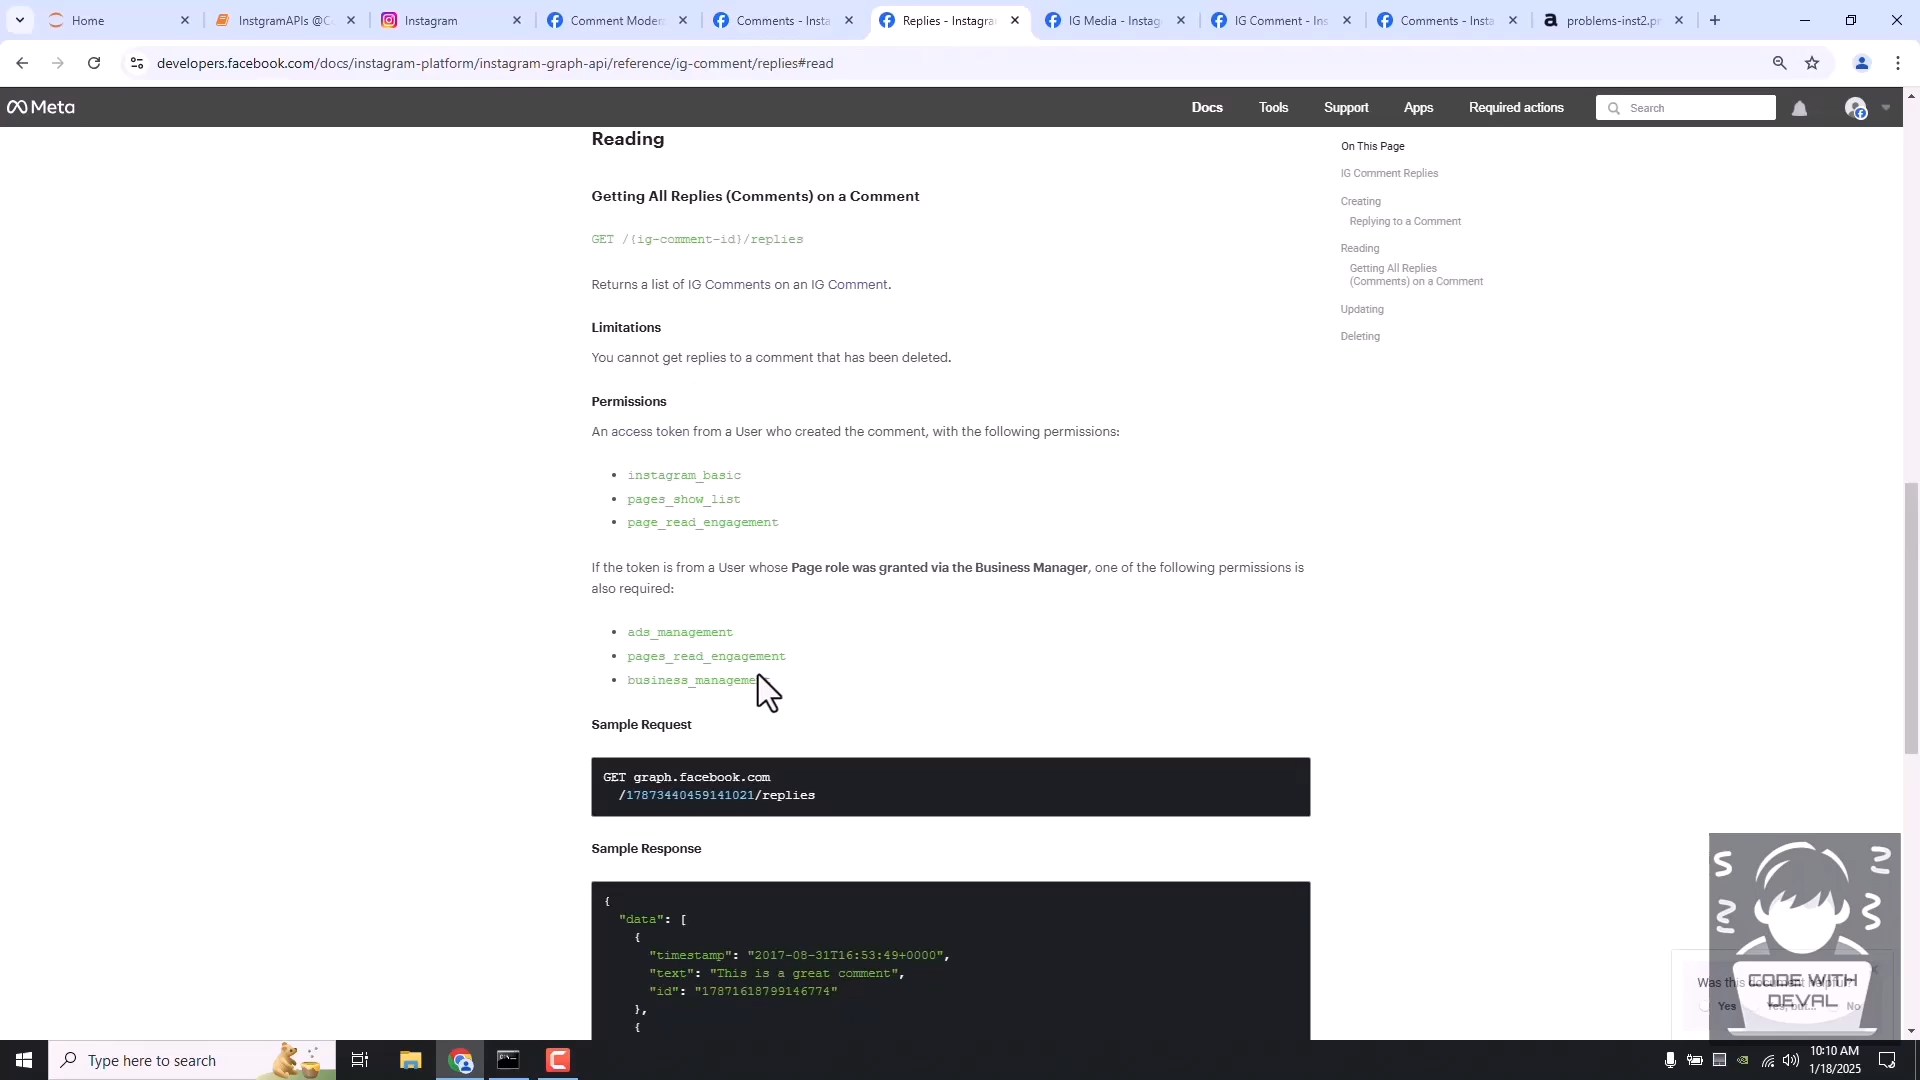 Home
InstgramAPIs @C
Instagram
Comment Moder
Comments - Insta
Replies - Instagra
IG Media - Instag
IG Comment - Ins
Comments - Insta
problems-inst2.p
developers.facebook.com/docs/instagram-platform/instagram-graph-api/reference/ig-comment/replies#read
Meta
Docs
Tools
Support
Apps
Required actions
Search
Reading
Getting All Replies (Comments) on a Comment
GET /{ig-comment-id}/replies
Returns a list of IG Comments on an IG Comment.
Limitations
You cannot get replies to a comment that has been deleted.
Permissions
An access token from a User who created the comment, with the following permissions:
• instagram_basic
• pages_show_list
• page_read_engagement
If the token is from a User whose Page role was granted via the Business Manager, one of the following permissions is
also required:
• ads_management
• pages_read_engagement
• business_management
Sample Request
GET graph.facebook.com
/17873440459141021/replies
Sample Response
{
"data": [
{
"timestamp": "2017-08-31T16:53:49+0000",
"text": "This is a great comment",
"id": "17871618799146774"
},
{
On This Page
IG Comment Replies
Creating
Replying to a Comment
Reading
Getting All Replies
(Comments) on a Comment
Updating
Deleting
Was this document helpful?
Yes
Yes, but...
No
CODE WITH
DEVAL
Type here to search
10:10 AM
1/18/2025